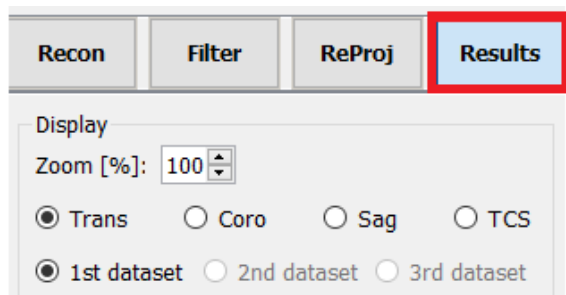 Recon Filter ReProj Results
Display
Zoom [%]: 100
Trans Coro Sag TCS
1st dataset 2nd dataset 3rd dataset